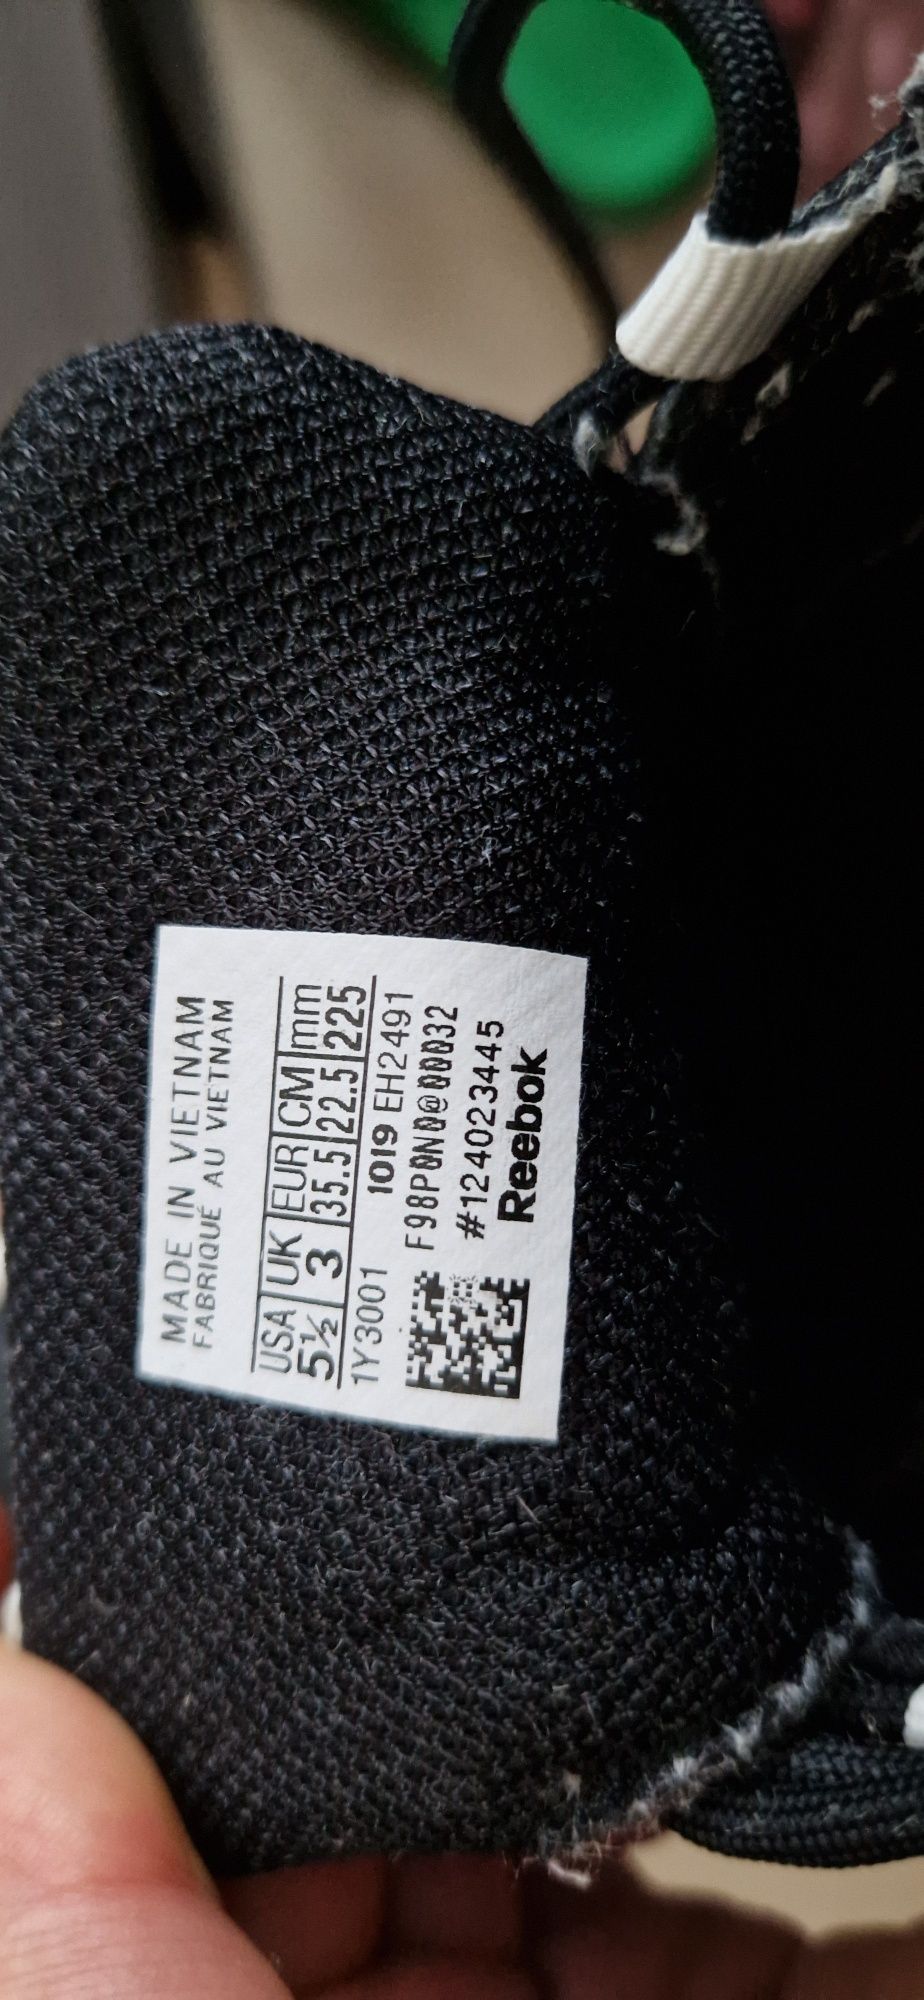 MADE IN VIETNAM
FABRIQUÉ AU VIETNAM
USA UK EUR CM mm
5½ 3 35.5 22.5 225
1Y3001 1019 EH2491
F98P0N0@00032
#124023445
Reebok